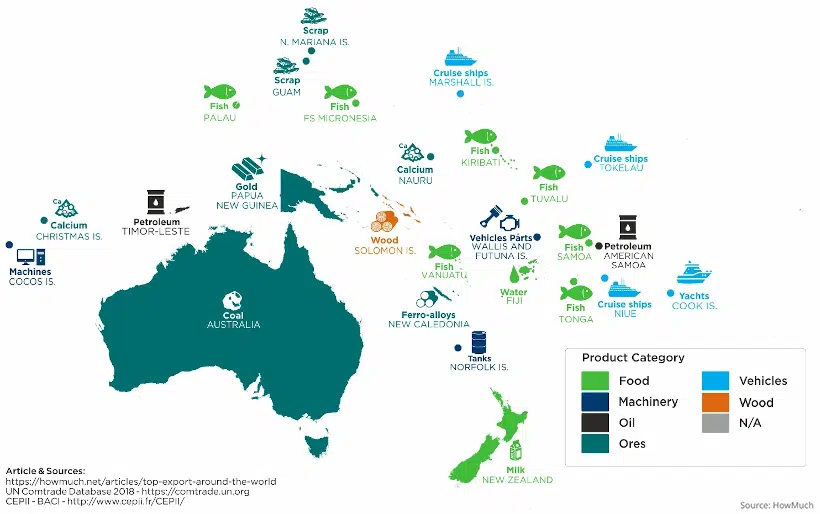 Scrap
N. MARIANA IS.
Scrap
GUAM
Cruise ships
MARSHALL IS.
Fish
PALAU
Fish
FS MICRONESIA
Ca
Calcium
NAURU
Fish
KIRIBATI
Cruise ships
TOKELAU
Gold
PAPUA
NEW GUINEA
Fish
TUVALU
Ca
Calcium
CHRISTMAS IS.
Petroleum
TIMOR-LESTE
Wood
SOLOMON IS.
Vehicles Parts
WALLIS AND
FUTUNA IS.
Fish
SAMOA
Petroleum
AMERICAN
SAMOA
Machines
COCOS IS.
Fish
VANUATU
Water
FIJI
Fish
TONGA
Cruise ships
NIUE
Yachts
COOK IS.
Coal
AUSTRALIA
Ferro-alloys
NEW CALEDONIA
Tanks
NORFOLK IS.
Product Category
Food
Vehicles
Machinery
Wood
Oil
N/A
Ores
Milk
NEW ZEALAND
Article & Sources:
https://howmuch.net/articles/top-export-around-the-world
UN Comtrade Database 2018 - https://comtrade.un.org
CEPII - BACI - http://www.cepii.fr/CEPII/
Source: HowMuch